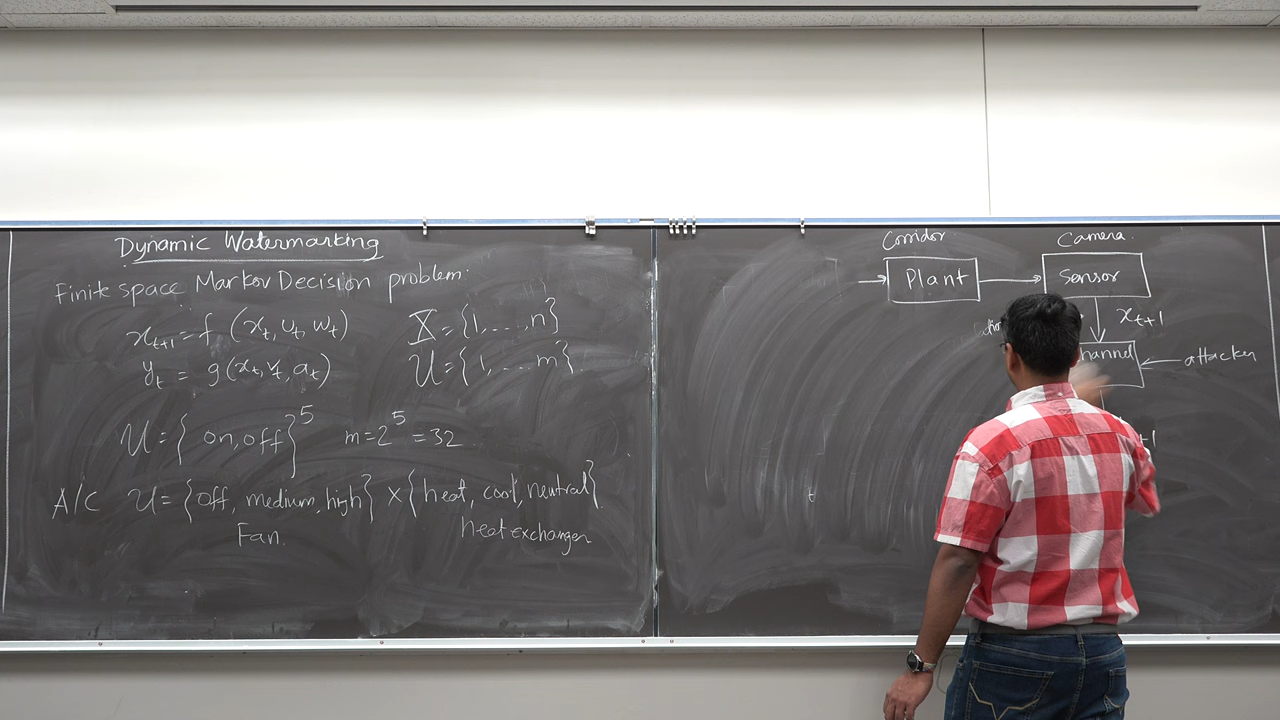 Dynamic Watermarking
Finite space Markov Decision problem.
x_{t+1} = f (x_t, u_t, w_t)   X = {1, ..., n}
y_t = g(x_t, y_t, a_t)   U = {1, ... m}.
U = {on, off}^5   m = 2^5 = 32
A/C U = {off, medium, high} × {heat, cool, neutral}.
Fan. heat exchanger
Corridor Camera.
Plant Sensor
x_{t+1}
attacker
+1
t